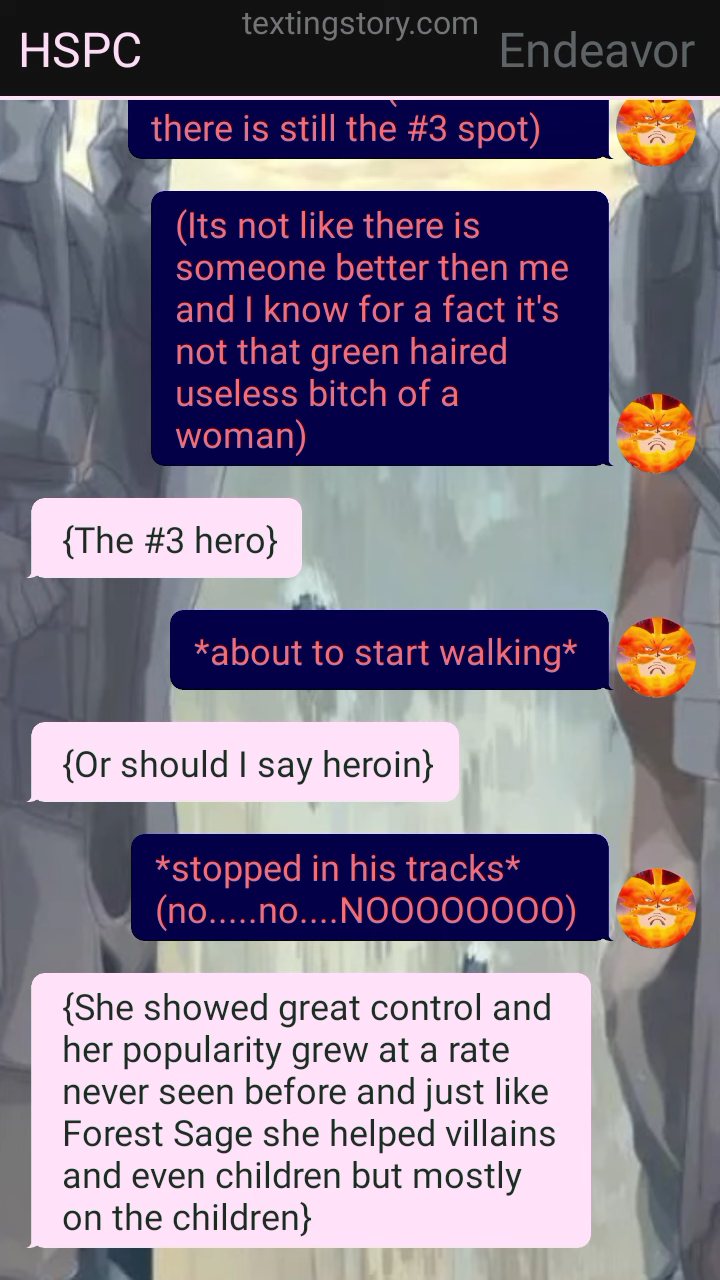 textingstory.com
HSPC
Endeavor
there is still the #3 spot)
(Its not like there is
someone better then me
and I know for a fact it's
not that green haired
useless bitch of a
woman)
{The #3 hero}
*about to start walking*
{Or should I say heroin}
*stopped in his tracks*
(no.....no....NOOOOOOOO)
{She showed great control and
her popularity grew at a rate
never seen before and just like
Forest Sage she helped villains
and even children but mostly
on the children}